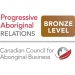 Progressive
Aboriginal
RELATIONS
BRONZE
LEVEL
Canadian Council for
Aboriginal Business